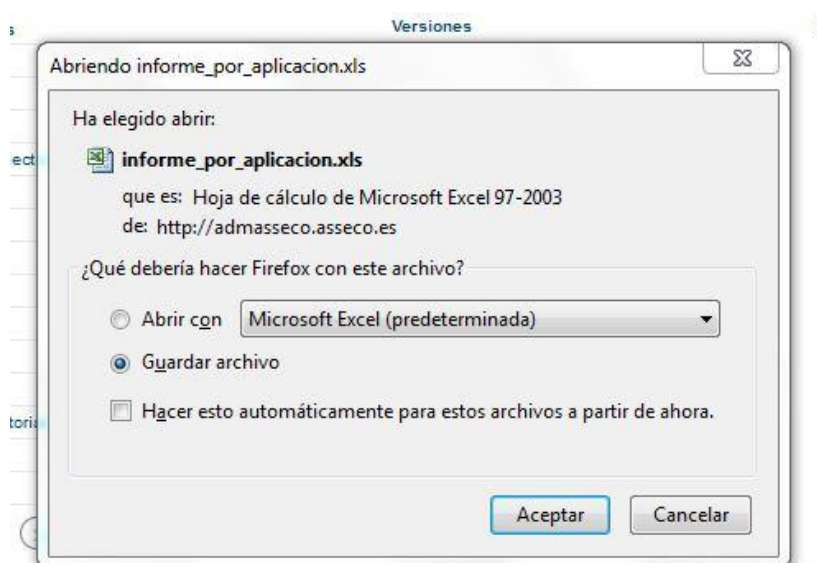 s
Versiones
Abriendo informe_por_aplicacion.xls
Ha elegido abrir:
informe_por_aplicacion.xls
ect
que es: Hoja de cálculo de Microsoft Excel 97-2003
de: http://admasseco.asseco.es
¿Qué debería hacer Firefox con este archivo?
Abrir con
Microsoft Excel (predeterminada)
Guardar archivo
Hacer esto automáticamente para estos archivos a partir de ahora.
toria
Aceptar
Cancelar